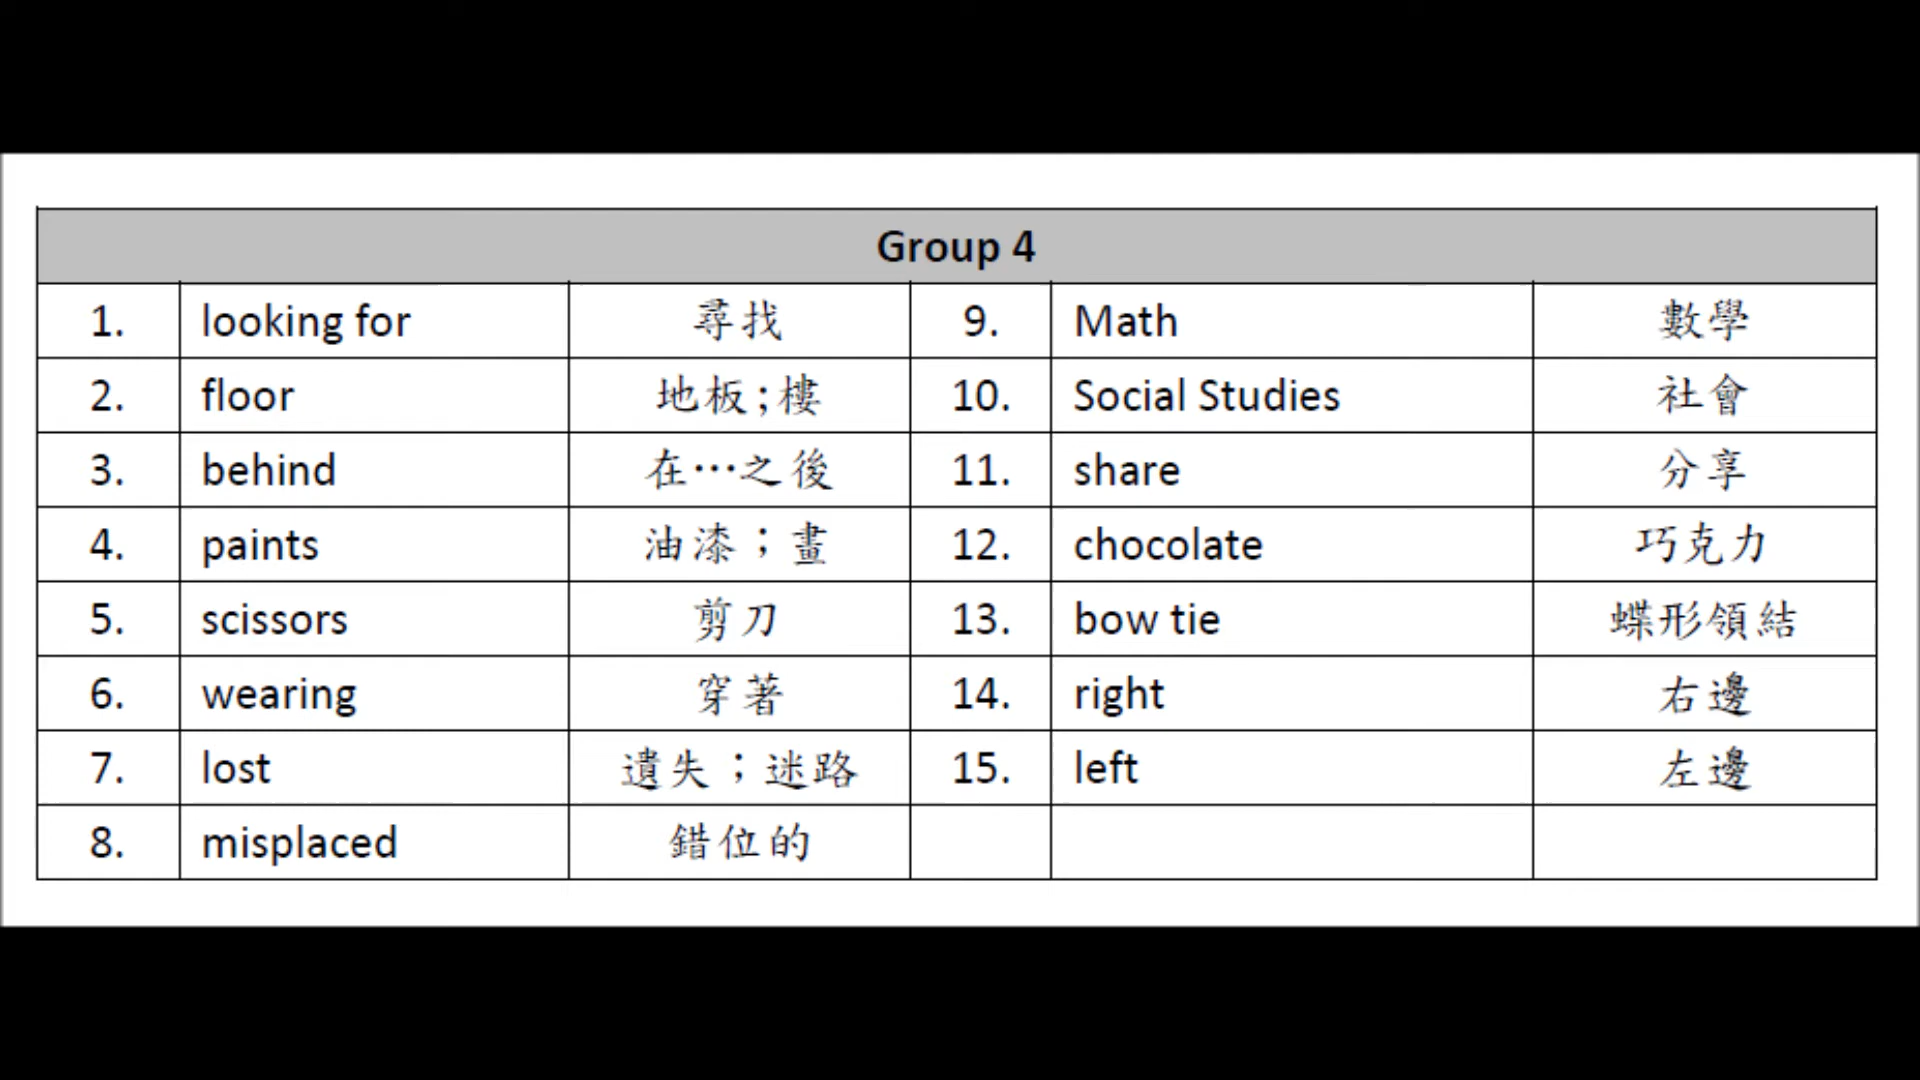 Group 4
1. looking for 尋找 9. Math 數學
2. floor 地板;樓 10. Social Studies 社會
3. behind 在…之後 11. share 分享
4. paints 油漆；畫 12. chocolate 巧克力
5. scissors 剪刀 13. bow tie 蝶形領結
6. wearing 穿著 14. right 右邊
7. lost 遺失；迷路 15. left 左邊
8. misplaced 錯位的